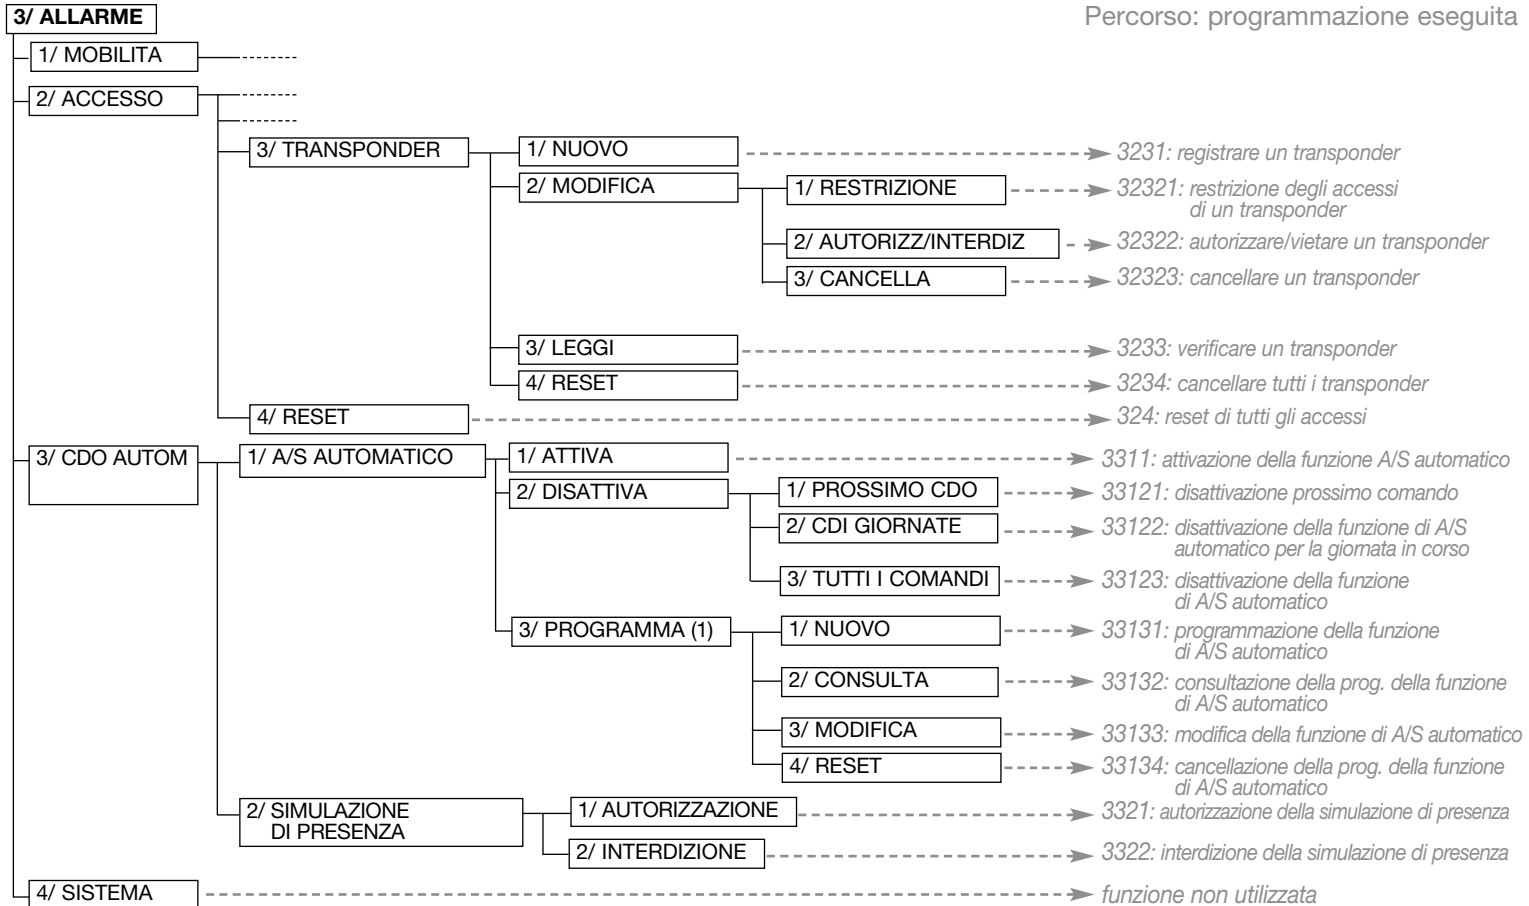 3/ ALLARME
Percorso: programmazione eseguita
1/ MOBILITA
2/ ACCESSO
3/ TRANSPONDER
1/ NUOVO
3231: registrare un transponder
2/ MODIFICA
1/ RESTRIZIONE
32321: restrizione degli accessi
di un transponder
2/ AUTORIZZ/INTERDIZ
32322: autorizzare/vietare un transponder
3/ CANCELLA
32323: cancellare un transponder
3/ LEGGI
3233: verificare un transponder
4/ RESET
3234: cancellare tutti i transponder
4/ RESET
324: reset di tutti gli accessi
3/ CDO AUTOM
1/ A/S AUTOMATICO
1/ ATTIVA
3311: attivazione della funzione A/S automatico
2/ DISATTIVA
1/ PROSSIMO CDO
33121: disattivazione prossimo comando
2/ CDI GIORNATE
33122: disattivazione della funzione di A/S
automatico per la giornata in corso
3/ TUTTI I COMANDI
33123: disattivazione della funzione
di A/S automatico
3/ PROGRAMMA (1)
1/ NUOVO
33131: programmazione della funzione
di A/S automatico
2/ CONSULTA
33132: consultazione della prog. della funzione
di A/S automatico
3/ MODIFICA
33133: modifica della funzione di A/S automatico
4/ RESET
33134: cancellazione della prog. della funzione
di A/S automatico
2/ SIMULAZIONE
DI PRESENZA
1/ AUTORIZZAZIONE
3321: autorizzazione della simulazione di presenza
2/ INTERDIZIONE
3322: interdizione della simulazione di presenza
4/ SISTEMA
funzione non utilizzata